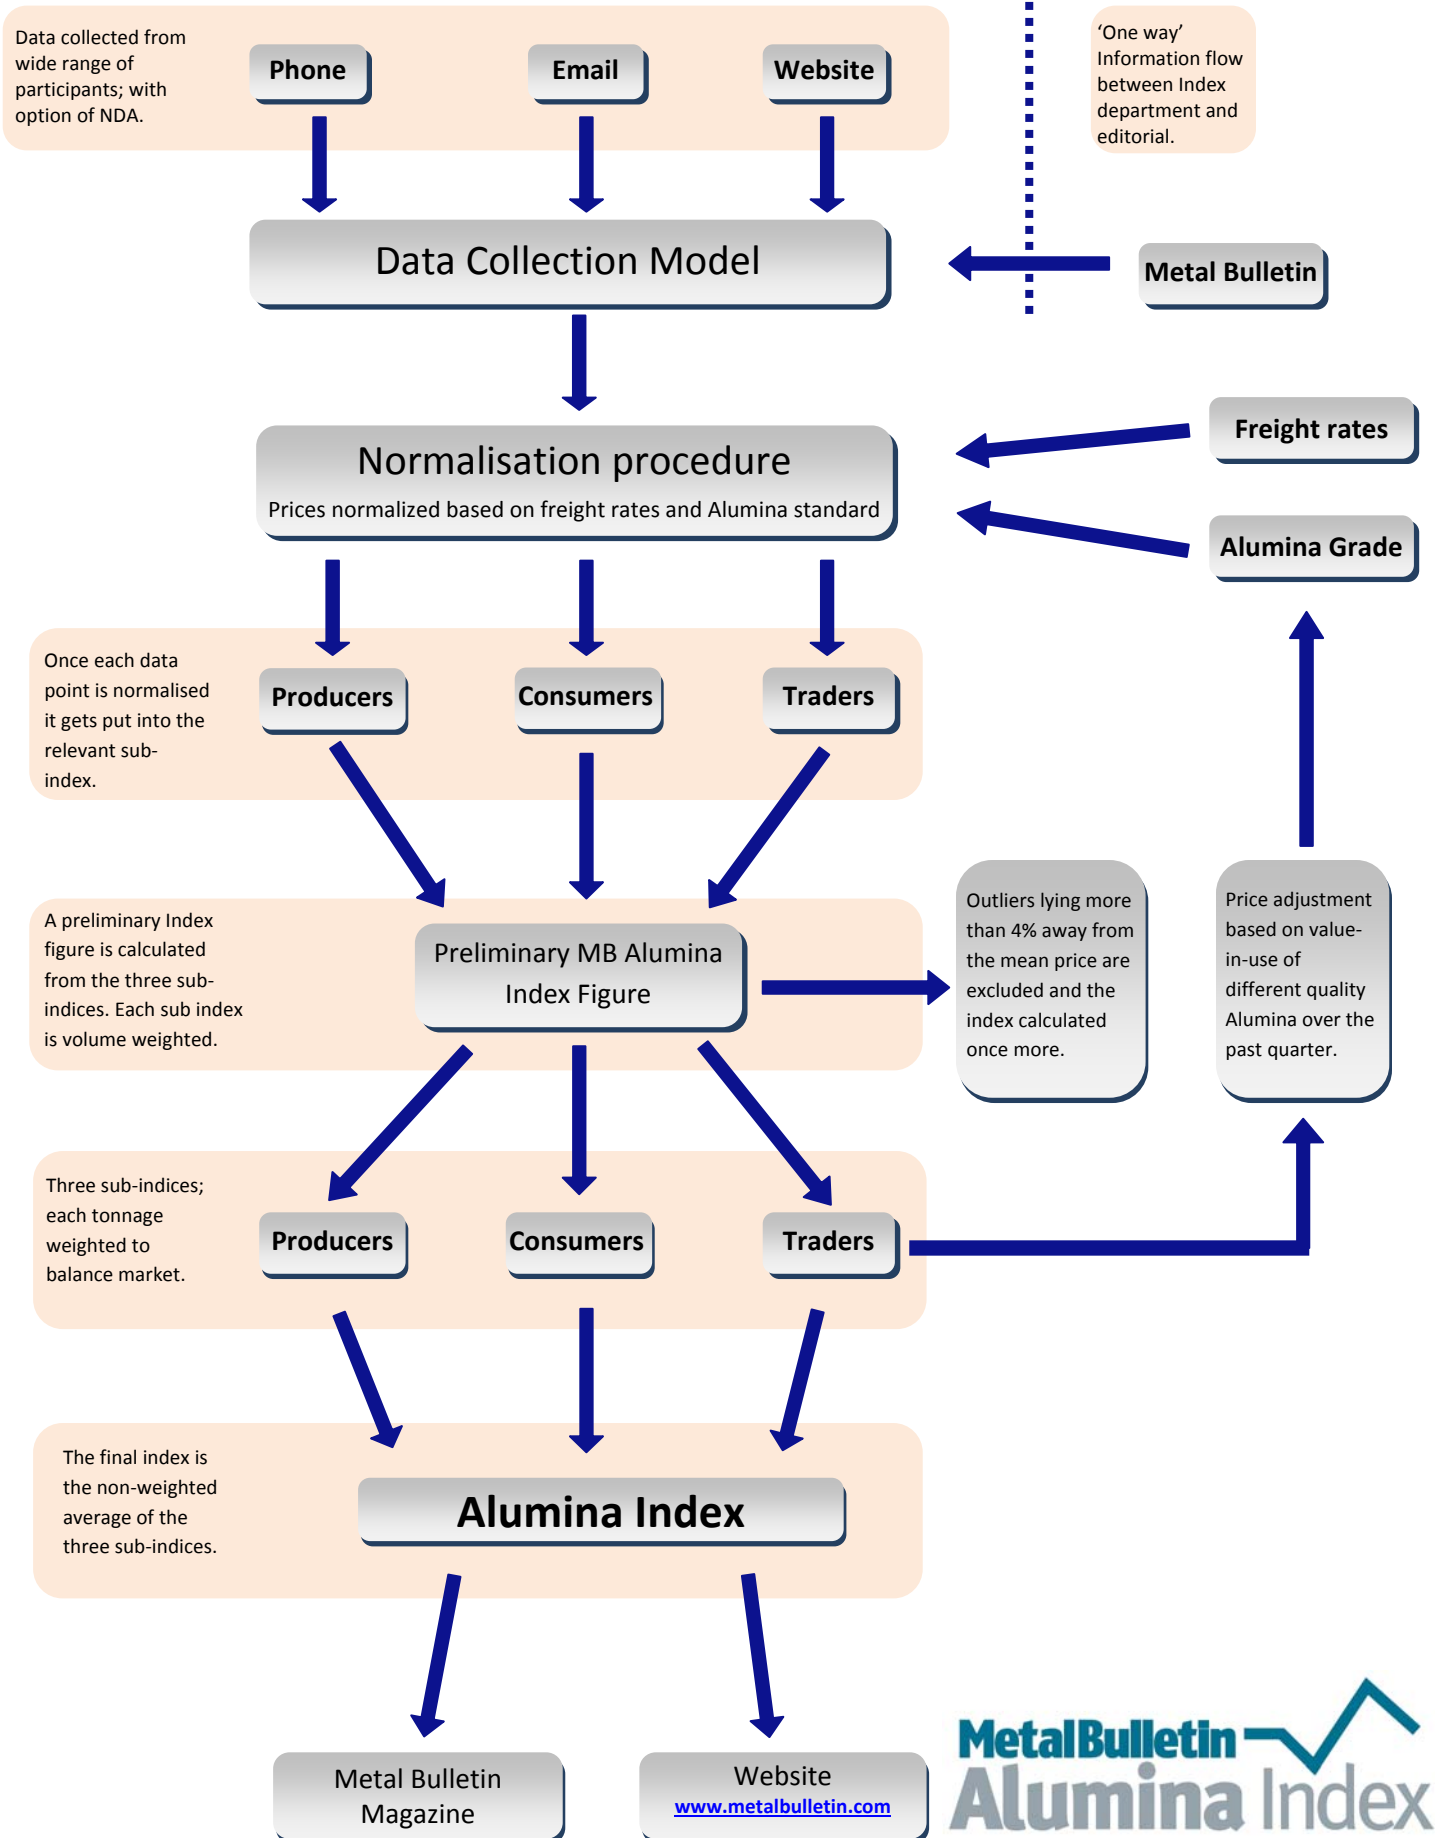 Data collected from
wide range of
participants; with
option of NDA.
Phone
Email
Website
‘One way’
Information flow
between Index
department and
editorial.
Data Collection Model
Metal Bulletin
Normalisation procedure
Prices normalized based on freight rates and Alumina standard
Freight rates
Alumina Grade
Once each data
point is normalised
it gets put into the
relevant sub-
index.
Producers
Consumers
Traders
A preliminary Index
figure is calculated
from the three sub-
indices. Each sub index
is volume weighted.
Preliminary MB Alumina
Index Figure
Outliers lying more
than 4% away from
the mean price are
excluded and the
index calculated
once more.
Price adjustment
based on value-
in-use of
different quality
Alumina over the
past quarter.
Three sub-indices;
each tonnage
weighted to
balance market.
Producers
Consumers
Traders
The final index is
the non-weighted
average of the
three sub-indices.
Alumina Index
Metal Bulletin
Magazine
Website
www.metalbulletin.com
MetalBulletin
Alumina Index